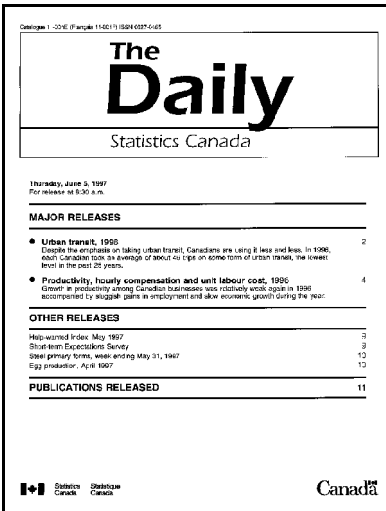 Catalogue 11-001E (Français 11-001F) ISSN 0827-0465
The
Daily
Statistics Canada
Thursday, June 5, 1997
For release at 8:30 a.m.
MAJOR RELEASES
● Urban transit, 1996 2
Despite the emphasis on taking urban transit, Canadians are using it less and less. In 1996,
each Canadian took an average of about 48 trips on some form of urban transit, the lowest
level in the past 25 years.
● Productivity, hourly compensation and unit labour cost, 1996 4
Growth in productivity among Canadian businesses was relatively weak again in 1996
accompanied by sluggish gains in employment and slow economic growth during the year.
OTHER RELEASES
Help-wanted Index May 1997 9
Short-term Expectations Survey 9
Steel primary forms, week ending May 31, 1997 10
Egg production, April 1997 10
PUBLICATIONS RELEASED 11
Statistics Statistique
Canada Canada
Canada